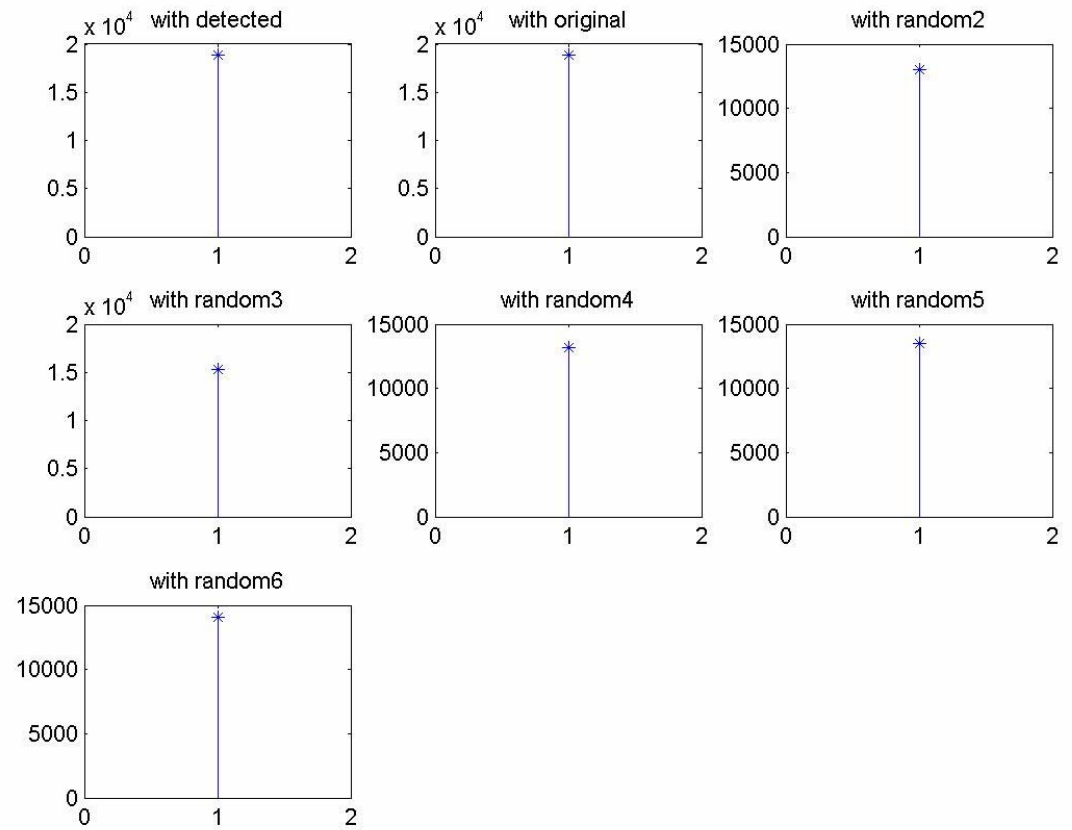 x 10^4 with detected
2
1.5
1
0.5
0
0 1 2
x 10^4 with original
2
1.5
1
0.5
0
0 1 2
with random2
15000
10000
5000
0
0 1 2
x 10^4 with random3
2
1.5
1
0.5
0
0 1 2
with random4
15000
10000
5000
0
0 1 2
with random5
15000
10000
5000
0
0 1 2
with random6
15000
10000
5000
0
0 1 2